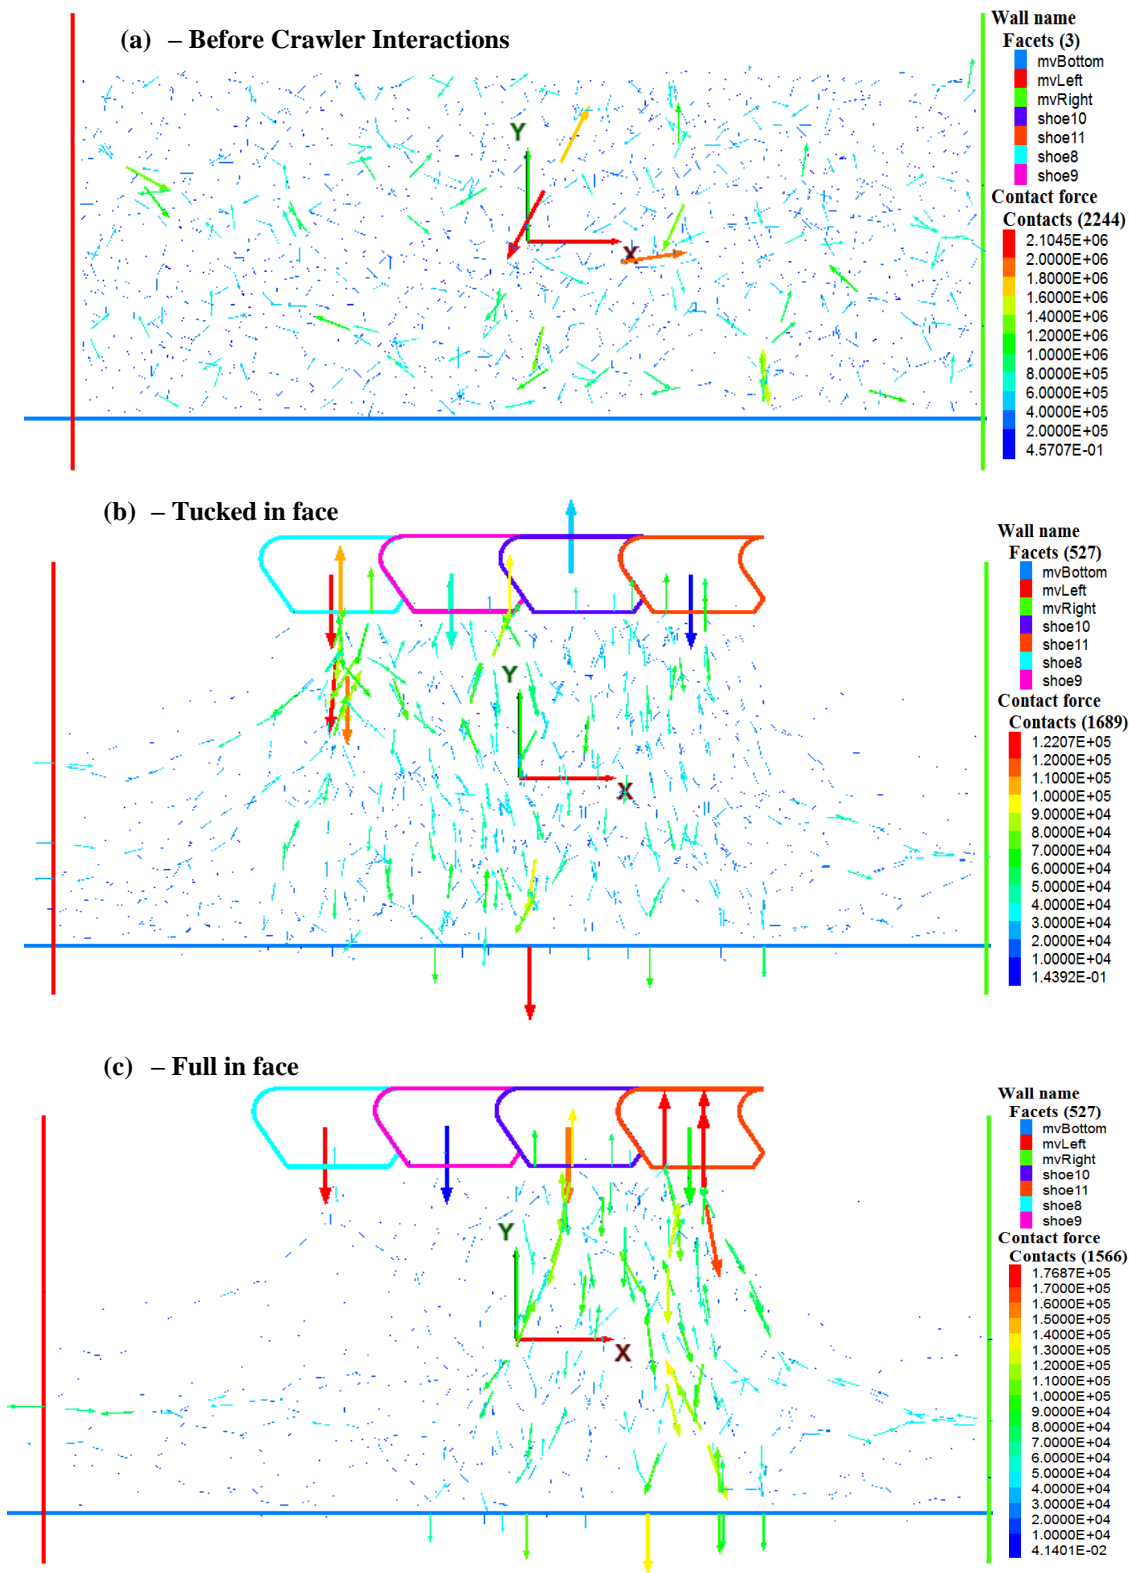 (a) – Before Crawler Interactions
Wall name
Facets (3)
mvBottom
mvLeft
mvRight
shoe10
shoe11
shoe8
shoe9
Contact force
Contacts (2244)
2.1045E+06
2.0000E+06
1.8000E+06
1.6000E+06
1.4000E+06
1.2000E+06
1.0000E+06
8.0000E+05
6.0000E+05
4.0000E+05
2.0000E+05
4.5707E-01
Y
X
(b) – Tucked in face
Wall name
Facets (527)
mvBottom
mvLeft
mvRight
shoe10
shoe11
shoe8
shoe9
Contact force
Contacts (1689)
1.2207E+05
1.2000E+05
1.1000E+05
1.0000E+05
9.0000E+04
8.0000E+04
7.0000E+04
6.0000E+04
5.0000E+04
4.0000E+04
3.0000E+04
2.0000E+04
1.0000E+04
1.4392E-01
Y
X
(c) – Full in face
Wall name
Facets (527)
mvBottom
mvLeft
mvRight
shoe10
shoe11
shoe8
shoe9
Contact force
Contacts (1566)
1.7687E+05
1.7000E+05
1.6000E+05
1.5000E+05
1.4000E+05
1.3000E+05
1.2000E+05
1.1000E+05
1.0000E+05
9.0000E+04
8.0000E+04
7.0000E+04
6.0000E+04
5.0000E+04
4.0000E+04
3.0000E+04
2.0000E+04
1.0000E+04
4.1401E-02
Y
X